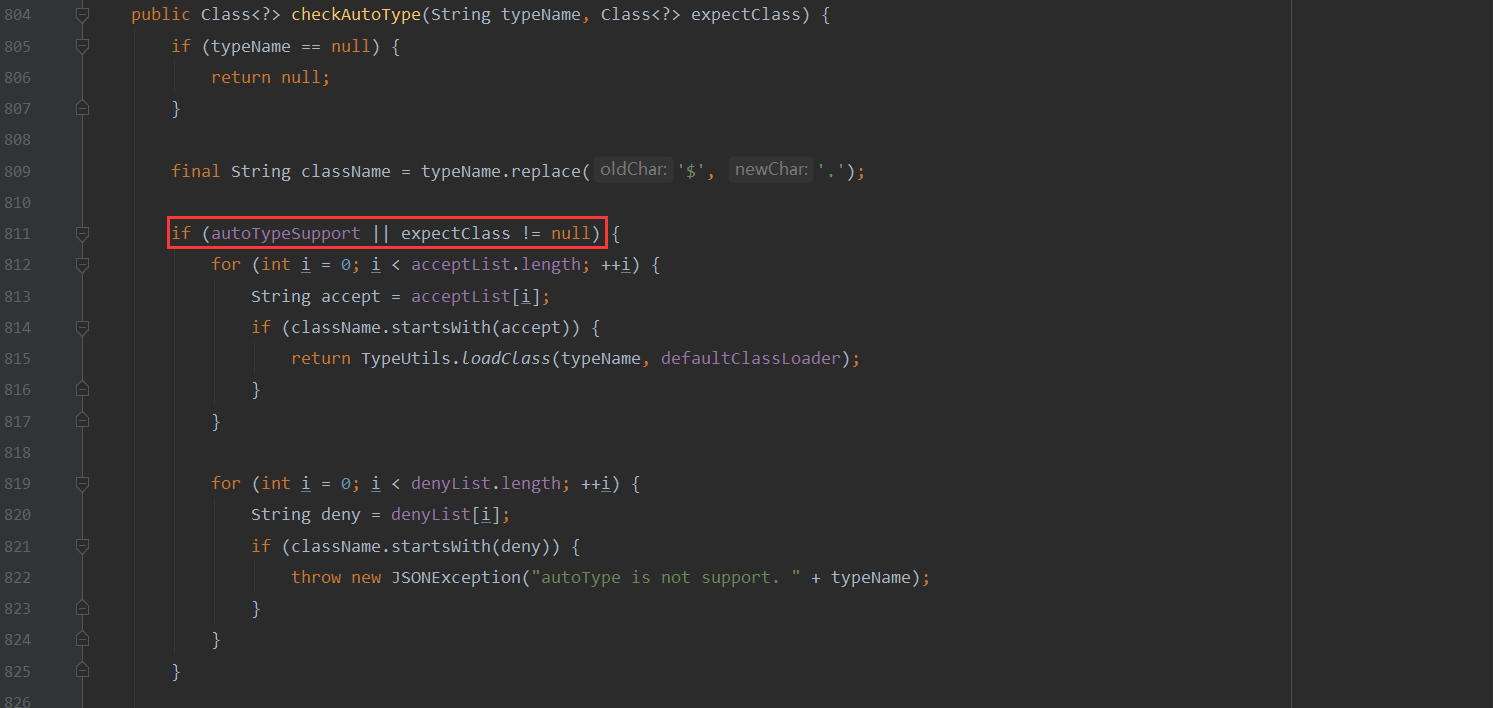 804 public Class<?> checkAutoType(String typeName, Class<?> expectClass) {
805 if (typeName == null) {
806 return null;
807 }
808
809 final String className = typeName.replace( oldChar: '$', newChar: '.');
810
811 if (autoTypeSupport || expectClass != null) {
812 for (int i = 0; i < acceptList.length; ++i) {
813 String accept = acceptList[i];
814 if (className.startsWith(accept)) {
815 return TypeUtils.loadClass(typeName, defaultClassLoader);
816 }
817 }
818
819 for (int i = 0; i < denyList.length; ++i) {
820 String deny = denyList[i];
821 if (className.startsWith(deny)) {
822 throw new JSONException("autoType is not support. " + typeName);
823 }
824 }
825 }
826